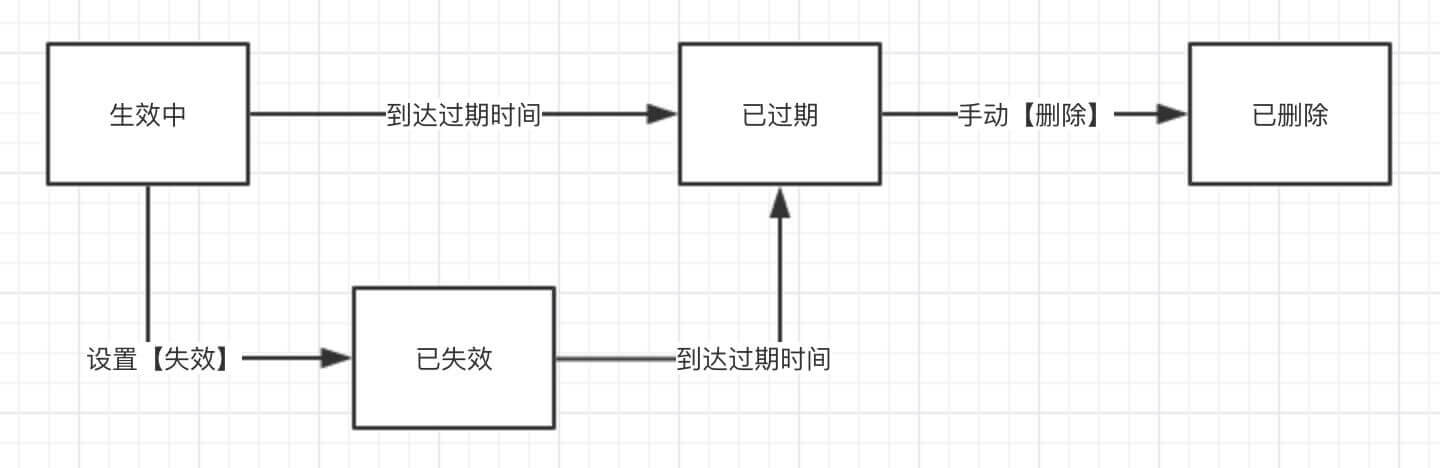 生效中
到达过期时间
已过期
手动【删除】
已删除
设置【失效】
已失效
到达过期时间